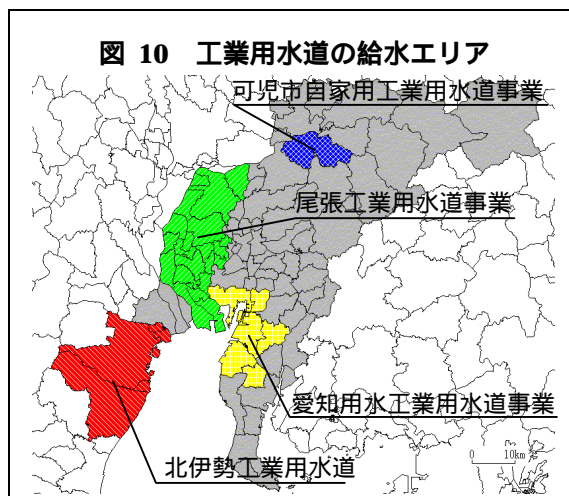 図 10 工業用水道の給水エリア
可児市自家用工業用水道事業
尾張工業用水道事業
愛知用水工業用水道事業
北伊勢工業用水道
0 10km